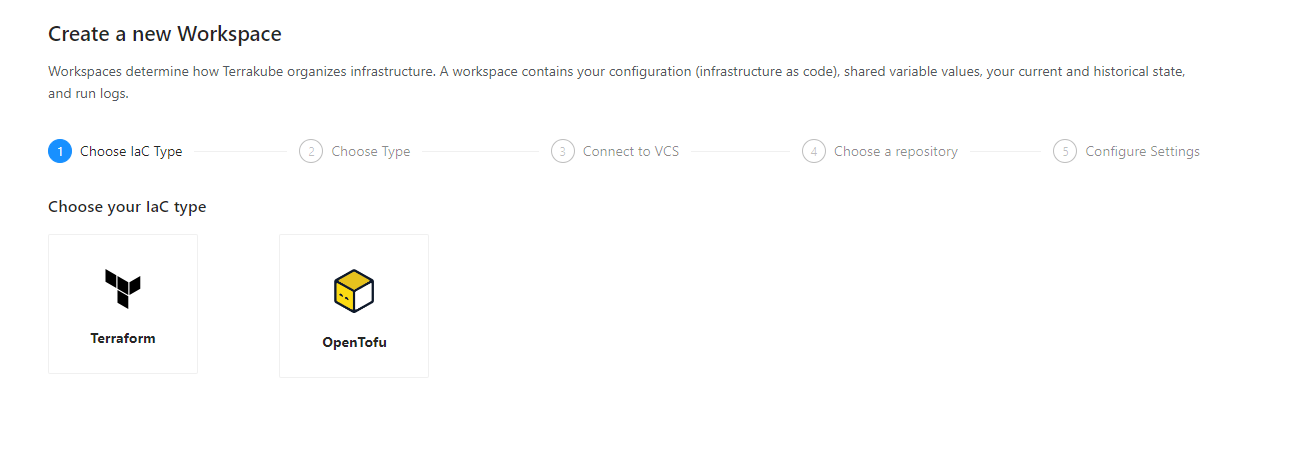 Create a new Workspace
Workspaces determine how Terrakube organizes infrastructure. A workspace contains your configuration (infrastructure as code), shared variable values, your current and historical state,
and run logs.
1 Choose IaC Type 2 Choose Type 3 Connect to VCS 4 Choose a repository 5 Configure Settings
Choose your IaC type
Terraform
OpenTofu